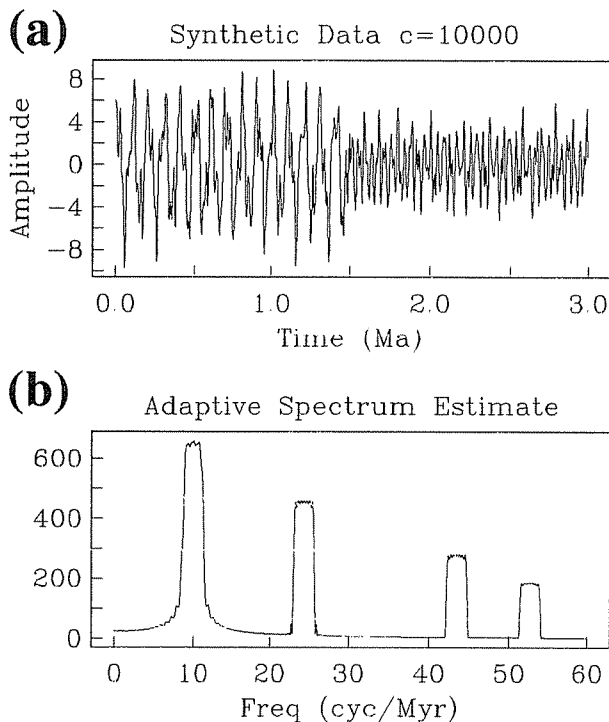 (a)
Synthetic Data c=10000
Amplitude
8
4
0
-4
-8
0.0 1.0 2.0 3.0
Time (Ma)
(b)
Adaptive Spectrum Estimate
600
400
200
0
0 10 20 30 40 50 60
Freq (cyc/Myr)